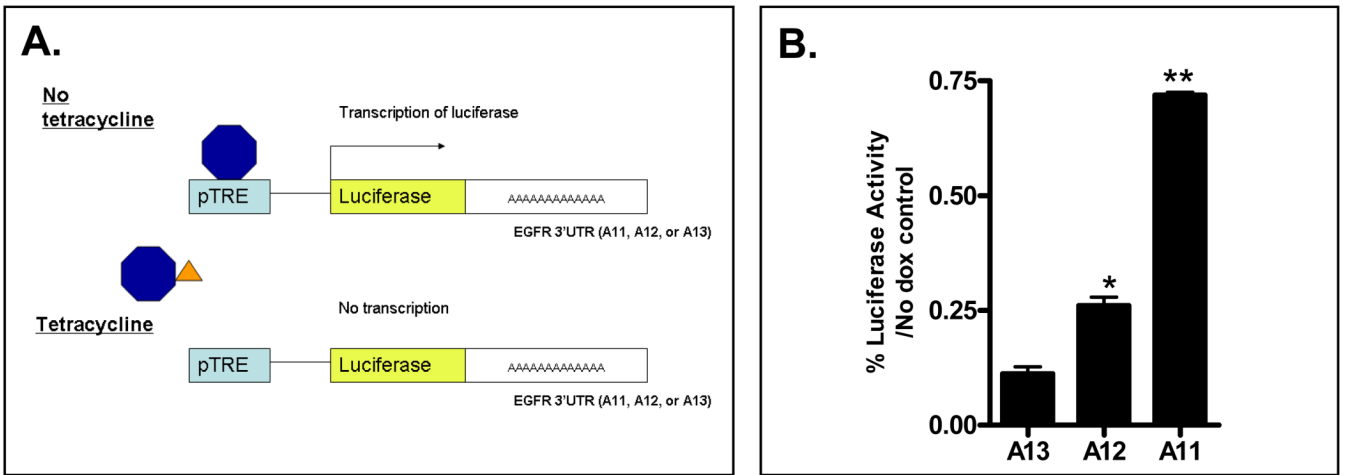 A.
No
tetracycline
Transcription of luciferase
pTRE
Luciferase
AAAAAAAAAAAAA
EGFR 3'UTR (A11, A12, or A13)
Tetracycline
No transcription
pTRE
Luciferase
AAAAAAAAAAAAA
EGFR 3'UTR (A11, A12, or A13)
B.
% Luciferase Activity
/No dox control
0.75
0.50
0.25
0.00
*
**
A13
A12
A11